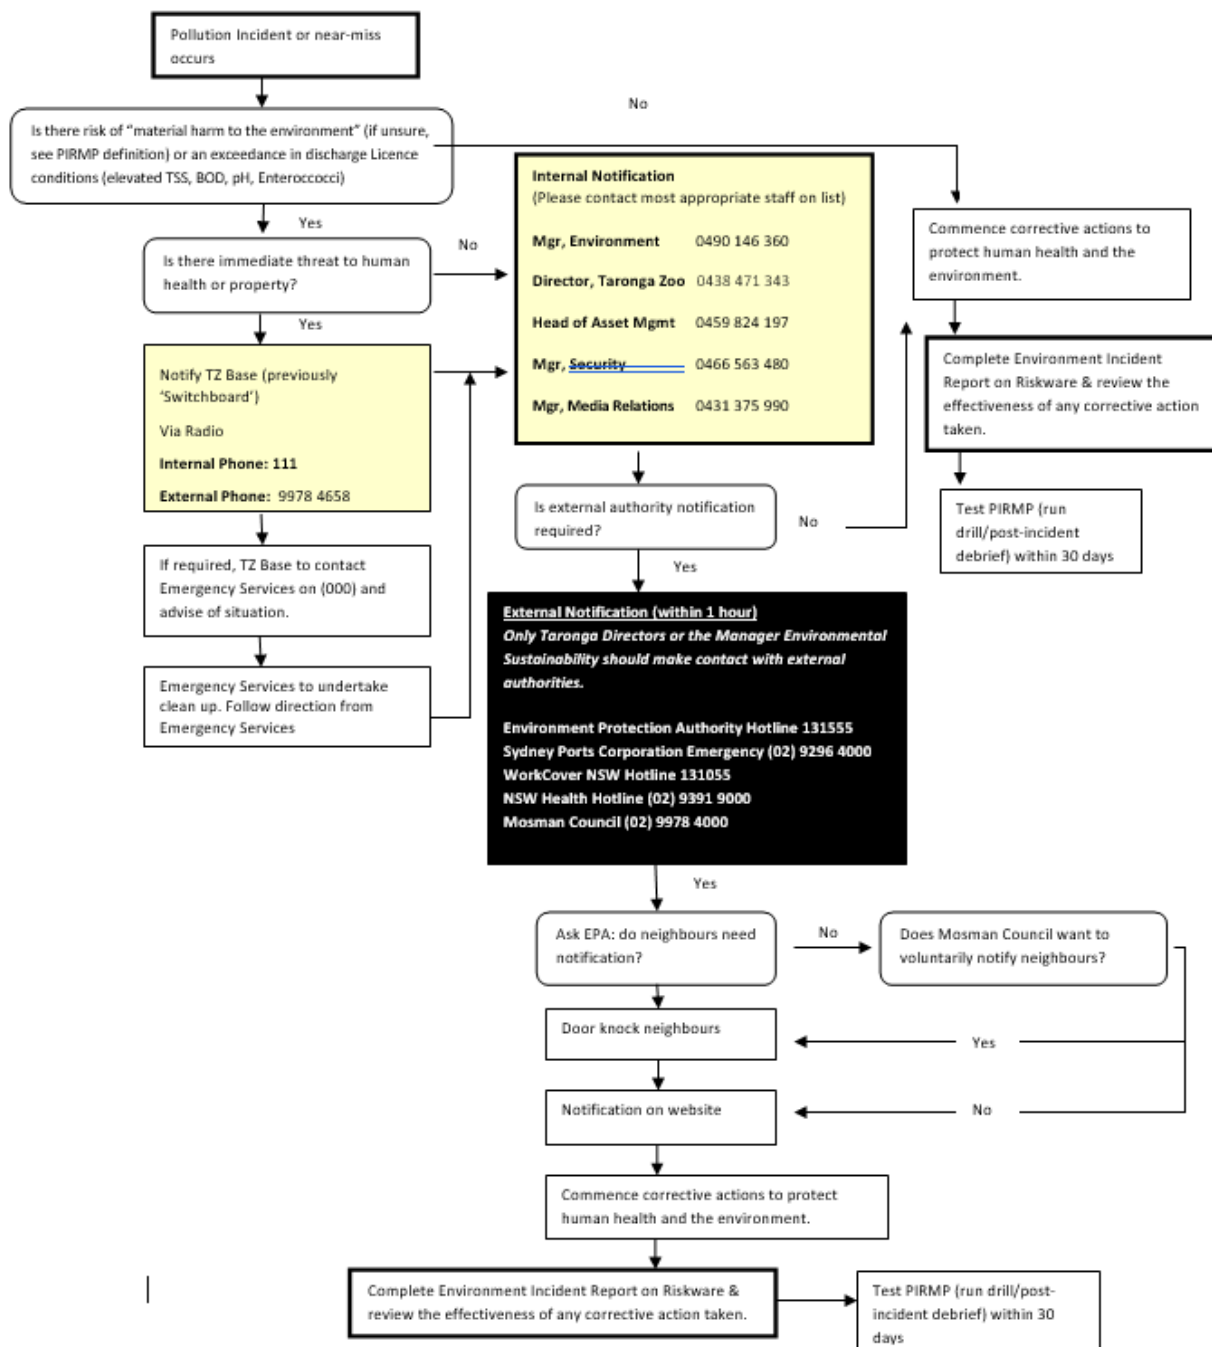 Pollution Incident or near-miss
occurs
No
Is there risk of “material harm to the environment” (if unsure,
see PIRMP definition) or an exceedance in discharge Licence
conditions (elevated TSS, BOD, pH, Enteroccocci)
Yes
Is there immediate threat to human
health or property?
No
Yes
Notify TZ Base (previously
‘Switchboard’)
Via Radio
Internal Phone: 111
External Phone: 9978 4658
If required, TZ Base to contact
Emergency Services on (000) and
advise of situation.
Emergency Services to undertake
clean up. Follow direction from
Emergency Services
Internal Notification
(Please contact most appropriate staff on list)
Mgr, Environment 0490 146 360
Director, Taronga Zoo 0438 471 343
Head of Asset Mgmt 0459 824 197
Mgr, Security 0466 563 480
Mgr, Media Relations 0431 375 990
Is external authority notification
required?
No
Yes
Commence corrective actions to
protect human health and the
environment.
Complete Environment Incident
Report on Riskware & review the
effectiveness of any corrective action
taken.
Test PIRMP (run
drill/post-incident
debrief) within 30 days
External Notification (within 1 hour)
Only Taronga Directors or the Manager Environmental
Sustainability should make contact with external
authorities.
Environment Protection Authority Hotline 131555
Sydney Ports Corporation Emergency (02) 9296 4000
WorkCover NSW Hotline 131055
NSW Health Hotline (02) 9391 9000
Mosman Council (02) 9978 4000
Yes
Ask EPA: do neighbours need
notification?
No
Does Mosman Council want to
voluntarily notify neighbours?
Door knock neighbours
Yes
Notification on website
No
Commence corrective actions to protect
human health and the environment.
Complete Environment Incident Report on Riskware &
review the effectiveness of any corrective action taken.
Test PIRMP (run drill/post-
incident debrief) within 30
days